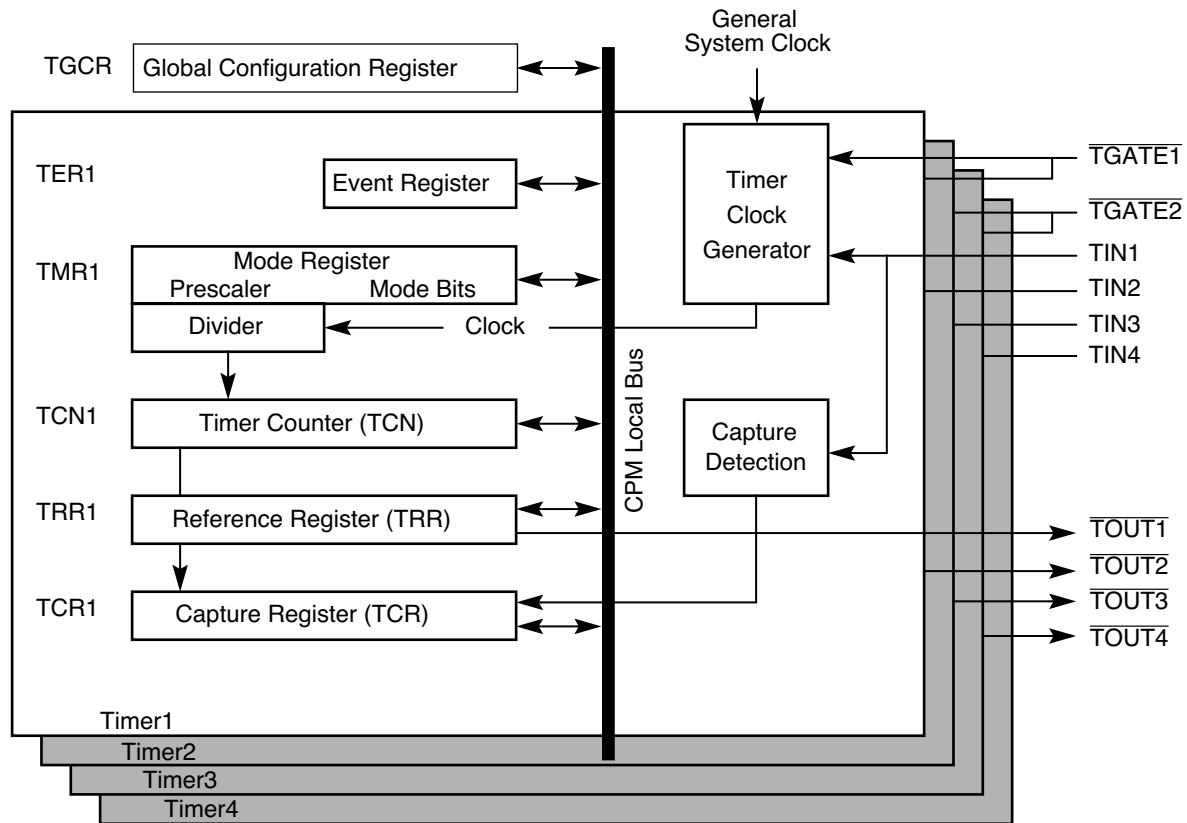 General
System Clock
TGCR
Global Configuration Register
TER1
Event Register
Timer
Clock
Generator
TGATE1
TGATE2
TMR1
Mode Register
Prescaler
Mode Bits
TIN1
TIN2
TIN3
TIN4
Divider
Clock
CPM Local Bus
TCN1
Timer Counter (TCN)
Capture
Detection
TRR1
Reference Register (TRR)
TOUT1
TOUT2
TOUT3
TOUT4
TCR1
Capture Register (TCR)
Timer1
Timer2
Timer3
Timer4